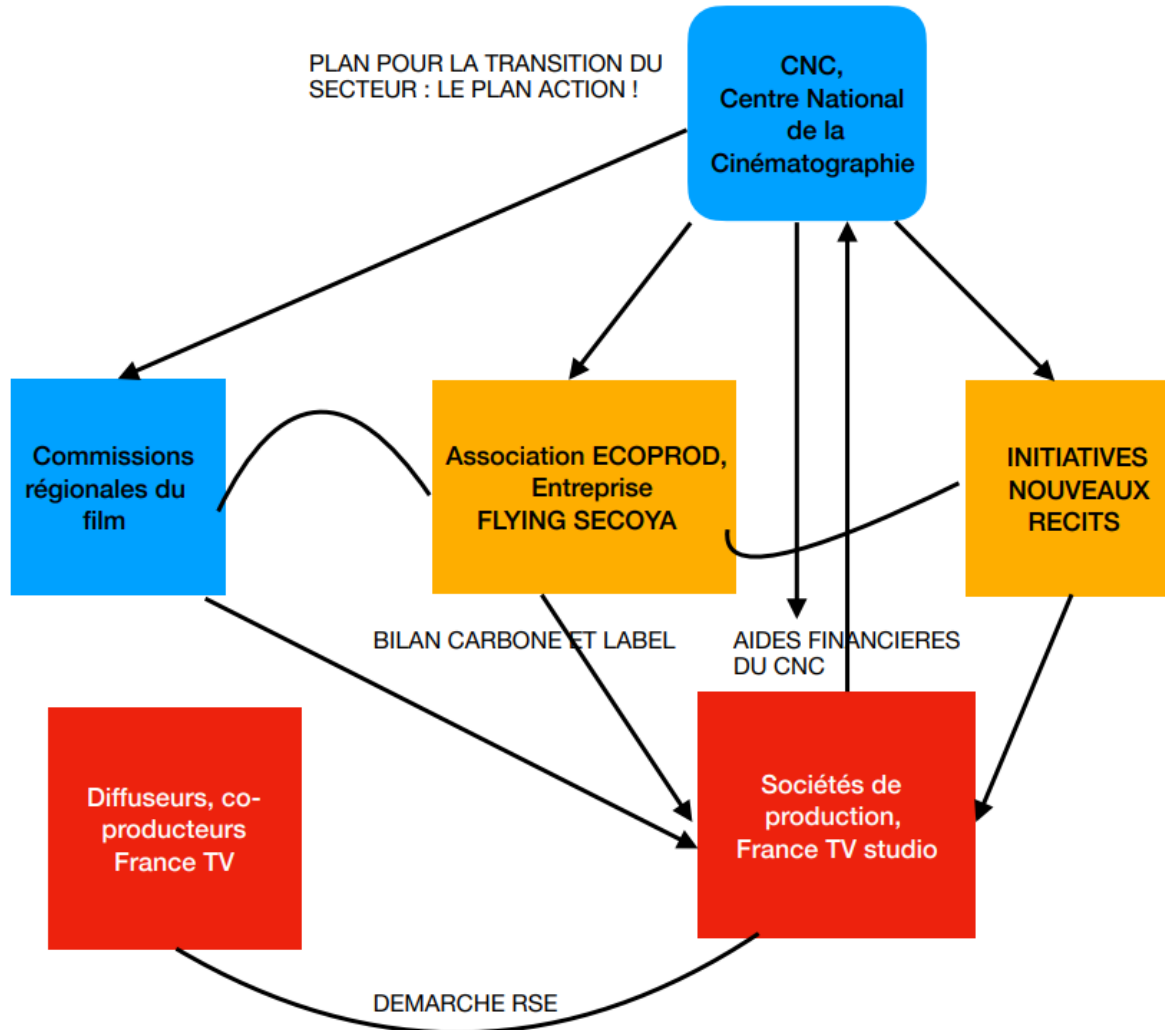 PLAN POUR LA TRANSITION DU
SECTEUR : LE PLAN ACTION !
CNC,
Centre National
de la
Cinématographie
Commissions
régionales du
film
Association ECOPROD,
Entreprise
FLYING SECOYA
INITIATIVES
NOUVEAUX
RECITS
BILAN CARBONE ET LABEL
AIDES FINANCIERES
DU CNC
Diffuseurs, co-
producteurs
France TV
Sociétés de
production,
France TV studio
DEMARCHE RSE